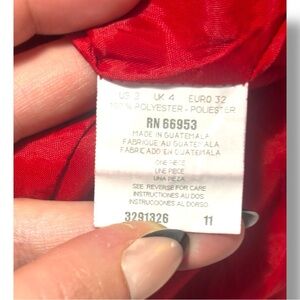 US 2 UK 4 EURO 32
100% POLYESTER - POLIESTER
RN 66953
MADE IN GUATEMALA
FABRIQUE AU GUATEMALA
FABRICADO EN GUATEMALA
ONE PIECE
UNE PIECE
UNA PIEZA
SEE REVERSE FOR CARE
INSTRUCTIONES AU DOS
INSTRUCCIONES AL DORSO
3291326 11